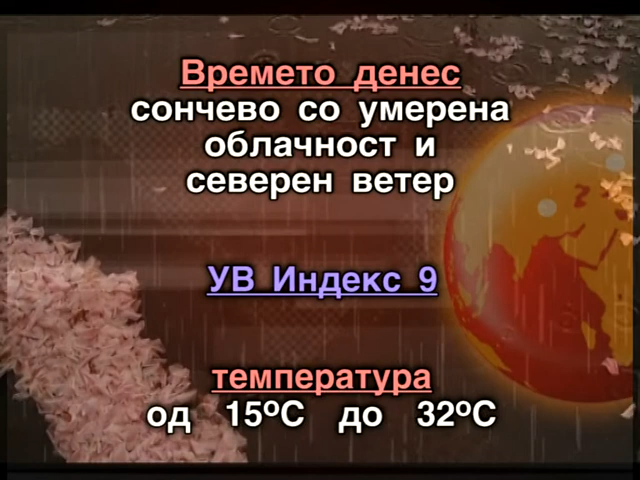 Времето денес
сончево со умерена
облачност и
северен ветер
УВ Индекс 9
температура
од 15ºC до 32ºC